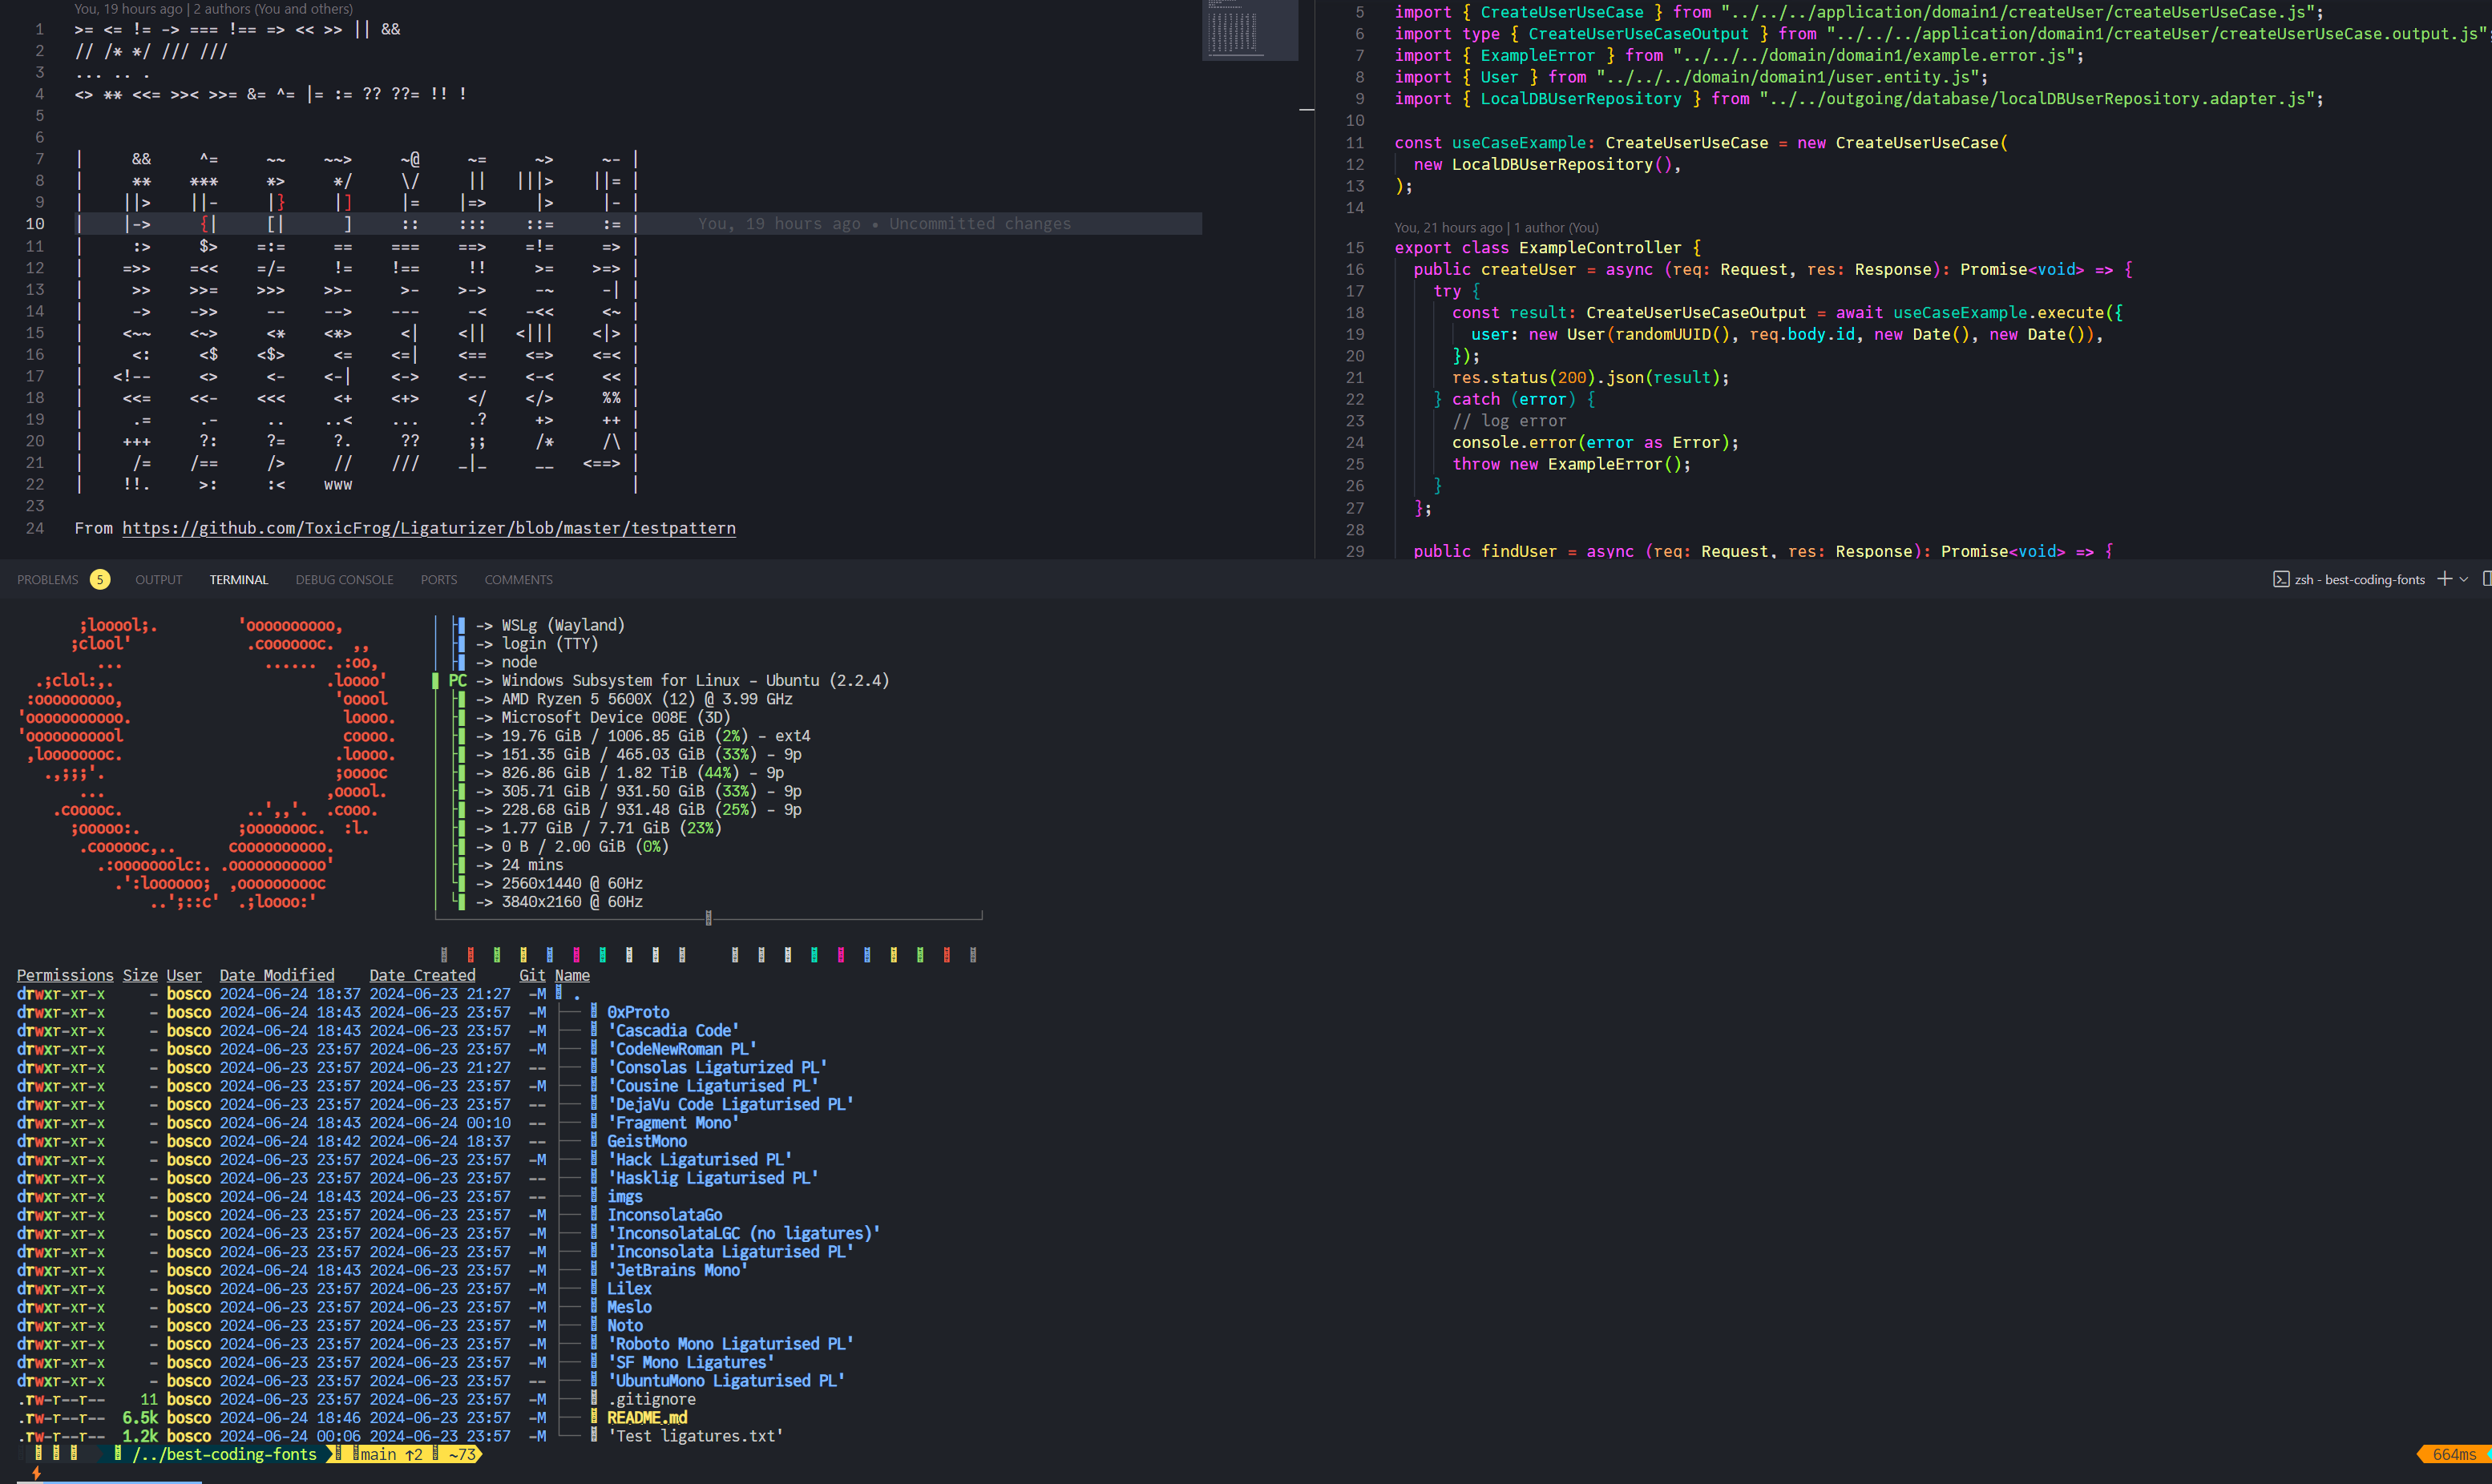 You, 19 hours ago | 2 authors (You and others)
1 >= <= != -> === !== => << >> || &&
2 // /* */ /// ///
3 ... .. .
4 <> ** <<= >>< >>= &= ^= |= := ?? ??= !! !
5
6
7 | && ^= ~~ ~~> ~@ ~= ~> ~- |
8 | ** *** *> */ \/ || |||> ||= |
9 | ||> ||- |} |] |= |=> |> |- |
10 | |-> {| [| ] :: ::: ::= := | You, 19 hours ago • Uncommitted changes
11 | :> $> =:= == === ==> =!= => |
12 | =>> =<< =/= != !== !! >= >=> |
13 | >> >>= >>> >>- >- >-> -~ -| |
14 | -> ->> -- --> --- -< -<< <~ |
15 | <~~ <~> <* <*> <| <|| <||| <|> |
16 | <: <$ <$> <= <=| <== <=> <=< |
17 | <!-- <> <- <-| <-> <-- <-< << |
18 | <<= <<- <<< <+ <+> </ </> %% |
19 | .= .- .. ..< ... .? +> ++ |
20 | +++ ?: ?= ?. ?? ;; /* /\ |
21 | /= /== /> // /// _|_ __ <==> |
22 | !!. >: :< www |
23
24 From https://github.com/ToxicFrog/Ligaturizer/blob/master/testpattern
5 import { CreateUserUseCase } from "../../../application/domain1/createUser/createUserUseCase.js";
6 import type { CreateUserUseCaseOutput } from "../../../application/domain1/createUser/createUserUseCase.output.js";
7 import { ExampleError } from "../../../domain/domain1/example.error.js";
8 import { User } from "../../../domain/domain1/user.entity.js";
9 import { LocalDBUserRepository } from "../../outgoing/database/localDBUserRepository.adapter.js";
10
11 const useCaseExample: CreateUserUseCase = new CreateUserUseCase(
12 new LocalDBUserRepository(),
13 );
14
You, 21 hours ago | 1 author (You)
15 export class ExampleController {
16 public createUser = async (req: Request, res: Response): Promise<void> => {
17 try {
18 const result: CreateUserUseCaseOutput = await useCaseExample.execute({
19 user: new User(randomUUID(), req.body.id, new Date(), new Date()),
20 });
21 res.status(200).json(result);
22 } catch (error) {
23 // log error
24 console.error(error as Error);
25 throw new ExampleError();
26 }
27 };
28
29 public findUser = async (req: Request, res: Response): Promise<void> => {
PROBLEMS 5 OUTPUT TERMINAL DEBUG CONSOLE PORTS COMMENTS
zsh - best-coding-fonts
;looool;. 'oooooooooo, -> WSLg (Wayland)
;clool' .cooooooc. ,, -> login (TTY)
... ...... .:oo, -> node
.;clol:,. .loooo' PC -> Windows Subsystem for Linux - Ubuntu (2.2.4)
:ooooooooo, 'ooool -> AMD Ryzen 5 5600X (12) @ 3.99 GHz
'ooooooooooo. loooo. -> Microsoft Device 008E (3D)
'ooooooooool coooo. -> 19.76 GiB / 1006.85 GiB (2%) - ext4
,loooooooc. .loooo. -> 151.35 GiB / 465.03 GiB (33%) - 9p
.,;;;'. ;ooooc -> 826.86 GiB / 1.82 TiB (44%) - 9p
... ,ooool. -> 305.71 GiB / 931.50 GiB (33%) - 9p
.cooooc. ..',,'. .cooo. -> 228.68 GiB / 931.48 GiB (25%) - 9p
;ooooo:. ;oooooooc. :l. -> 1.77 GiB / 7.71 GiB (23%)
.coooooc,.. coooooooooo. -> 0 B / 2.00 GiB (0%)
.:ooooooolc:. .ooooooooooo' -> 24 mins
.':loooooo; ,oooooooooc -> 2560x1440 @ 60Hz
..';::c' .;loooo:' -> 3840x2160 @ 60Hz
Permissions Size User Date Modified Date Created Git Name
drwxr-xr-x - bosco 2024-06-24 18:37 2024-06-23 21:27 -M .
drwxr-xr-x - bosco 2024-06-24 18:43 2024-06-23 23:57 -M 0xProto
drwxr-xr-x - bosco 2024-06-24 18:43 2024-06-23 23:57 -M 'Cascadia Code'
drwxr-xr-x - bosco 2024-06-23 23:57 2024-06-23 23:57 -M 'CodeNewRoman PL'
drwxr-xr-x - bosco 2024-06-23 23:57 2024-06-23 21:27 -- 'Consolas Ligaturized PL'
drwxr-xr-x - bosco 2024-06-23 23:57 2024-06-23 23:57 -M 'Cousine Ligaturised PL'
drwxr-xr-x - bosco 2024-06-23 23:57 2024-06-23 23:57 -- 'DejaVu Code Ligaturised PL'
drwxr-xr-x - bosco 2024-06-24 18:43 2024-06-24 00:10 -- 'Fragment Mono'
drwxr-xr-x - bosco 2024-06-24 18:42 2024-06-24 18:37 -- GeistMono
drwxr-xr-x - bosco 2024-06-23 23:57 2024-06-23 23:57 -M 'Hack Ligaturised PL'
drwxr-xr-x - bosco 2024-06-23 23:57 2024-06-23 23:57 -- 'Hasklig Ligaturised PL'
drwxr-xr-x - bosco 2024-06-24 18:43 2024-06-23 23:57 -- imgs
drwxr-xr-x - bosco 2024-06-23 23:57 2024-06-23 23:57 -M InconsolataGo
drwxr-xr-x - bosco 2024-06-23 23:57 2024-06-23 23:57 -M 'InconsolataLGC (no ligatures)'
drwxr-xr-x - bosco 2024-06-23 23:57 2024-06-23 23:57 -M 'Inconsolata Ligaturised PL'
drwxr-xr-x - bosco 2024-06-24 18:43 2024-06-23 23:57 -M 'JetBrains Mono'
drwxr-xr-x - bosco 2024-06-23 23:57 2024-06-23 23:57 -M Lilex
drwxr-xr-x - bosco 2024-06-23 23:57 2024-06-23 23:57 -M Meslo
drwxr-xr-x - bosco 2024-06-23 23:57 2024-06-23 23:57 -M Noto
drwxr-xr-x - bosco 2024-06-23 23:57 2024-06-23 23:57 -M 'Roboto Mono Ligaturised PL'
drwxr-xr-x - bosco 2024-06-23 23:57 2024-06-23 23:57 -M 'SF Mono Ligatures'
drwxr-xr-x - bosco 2024-06-23 23:57 2024-06-23 23:57 -- 'UbuntuMono Ligaturised PL'
.rw-r--r-- 11 bosco 2024-06-23 23:57 2024-06-23 23:57 -M .gitignore
.rw-r--r-- 6.5k bosco 2024-06-24 18:46 2024-06-23 23:57 -M README.md
.rw-r--r-- 1.2k bosco 2024-06-24 00:06 2024-06-23 23:57 -M 'Test ligatures.txt'
/../best-coding-fonts main ↑2 ~73 664ms